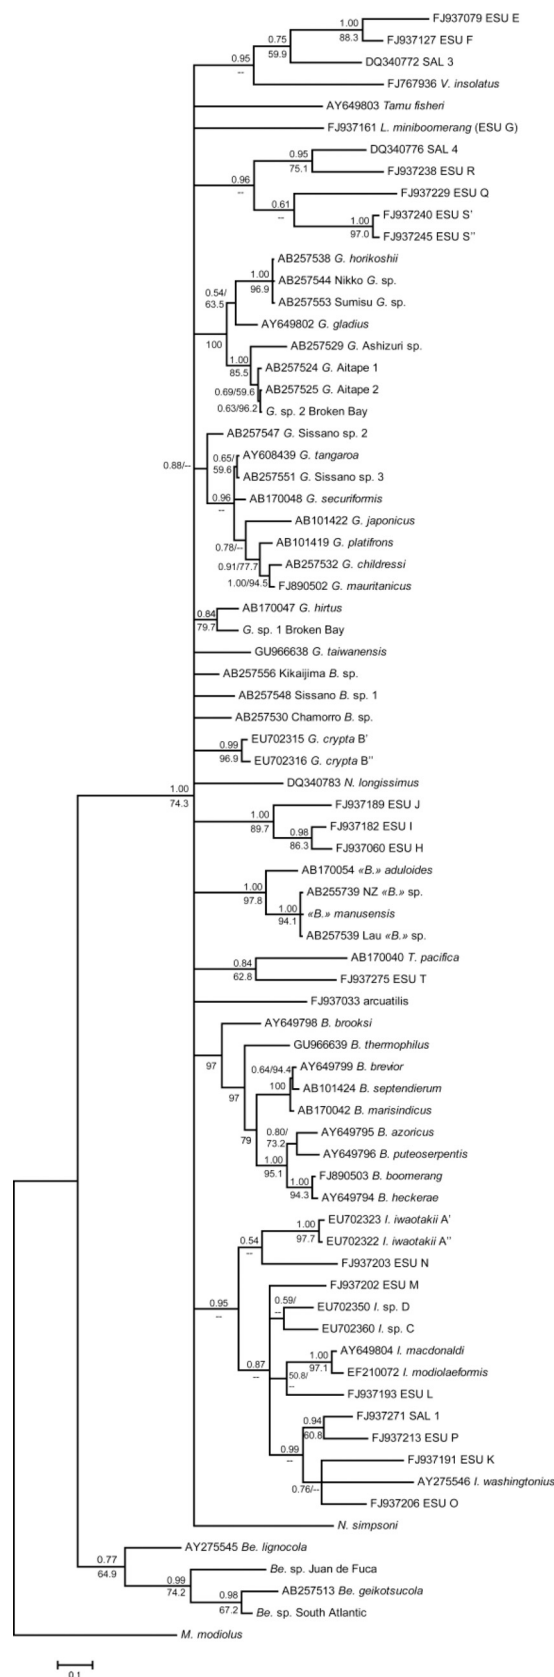 FJ937079 ESU E
1.00
88.3
FJ937127 ESU F
0.75
59.9
DQ340772 SAL 3
0.95
--
FJ767936 V. insolatus
AY649803 Tamu fisheri
FJ937161 L. miniboomerang (ESU G)
DQ340776 SAL 4
0.95
75.1
FJ937238 ESU R
0.96
--
FJ937229 ESU Q
0.61
--
FJ937240 ESU S'
1.00
97.0
FJ937245 ESU S''
AB257538 G. horikoshii
1.00
96.9
AB257544 Nikko G. sp.
AB257553 Sumisu G. sp.
0.54/
63.5
AY649802 G. gladius
100
AB257529 G. Ashizuri sp.
1.00
85.5
AB257524 G. Aitape 1
0.69/59.6
AB257525 G. Aitape 2
0.63/96.2
G. sp. 2 Broken Bay
AB257547 G. Sissano sp. 2
0.88/--
0.65/
59.6
AY608439 G. tangaroa
AB257551 G. Sissano sp. 3
0.96
--
AB170048 G. securiformis
AB101422 G. japonicus
0.78/--
AB101419 G. platifrons
0.91/77.7
AB257532 G. childressi
1.00/94.5
FJ890502 G. mauritanicus
AB170047 G. hirtus
0.84
79.7
G. sp. 1 Broken Bay
GU966638 G. taiwanensis
AB257556 Kikaijima B. sp.
AB257548 Sissano B. sp. 1
AB257530 Chamorro B. sp.
EU702315 G. crypta B'
0.99
96.9
EU702316 G. crypta B''
DQ340783 N. longissimus
1.00
74.3
FJ937189 ESU J
1.00
89.7
FJ937182 ESU I
0.98
86.3
FJ937060 ESU H
AB170054 «B.» aduloides
1.00
97.8
AB255739 NZ «B.» sp.
1.00
94.1
«B.» manusensis
AB257539 Lau «B.» sp.
AB170040 T. pacifica
0.84
62.8
FJ937275 ESU T
FJ937033 arcuatilis
AY649798 B. brooksi
97
GU966639 B. thermophilus
97
0.64/94.4
AY649799 B. brevior
100
AB101424 B. septendierum
AB170042 B. marisindicus
79
0.80/
73.2
AY649795 B. azoricus
AY649796 B. puteoserpentis
1.00
95.1
FJ890503 B. boomerang
1.00
94.3
AY649794 B. heckerae
EU702323 I. iwaotakii A'
1.00
97.7
EU702322 I. iwaotakii A''
0.54
--
FJ937203 ESU N
0.95
--
FJ937202 ESU M
0.59/
--
EU702350 I. sp. D
EU702360 I. sp. C
0.87
--
AY649804 I. macdonaldi
1.00
97.1
EF210072 I. modiolaeformis
50.8/
--
FJ937193 ESU L
FJ937271 SAL 1
0.94
60.8
FJ937213 ESU P
0.99
--
FJ937191 ESU K
AY275546 I. washingtonius
0.76/--
FJ937206 ESU O
N. simpsoni
AY275545 Be. lignocola
0.77
64.9
Be. sp. Juan de Fuca
0.99
74.2
AB257513 Be. geikotsucola
0.98
67.2
Be. sp. South Atlantic
M. modiolus
0.1